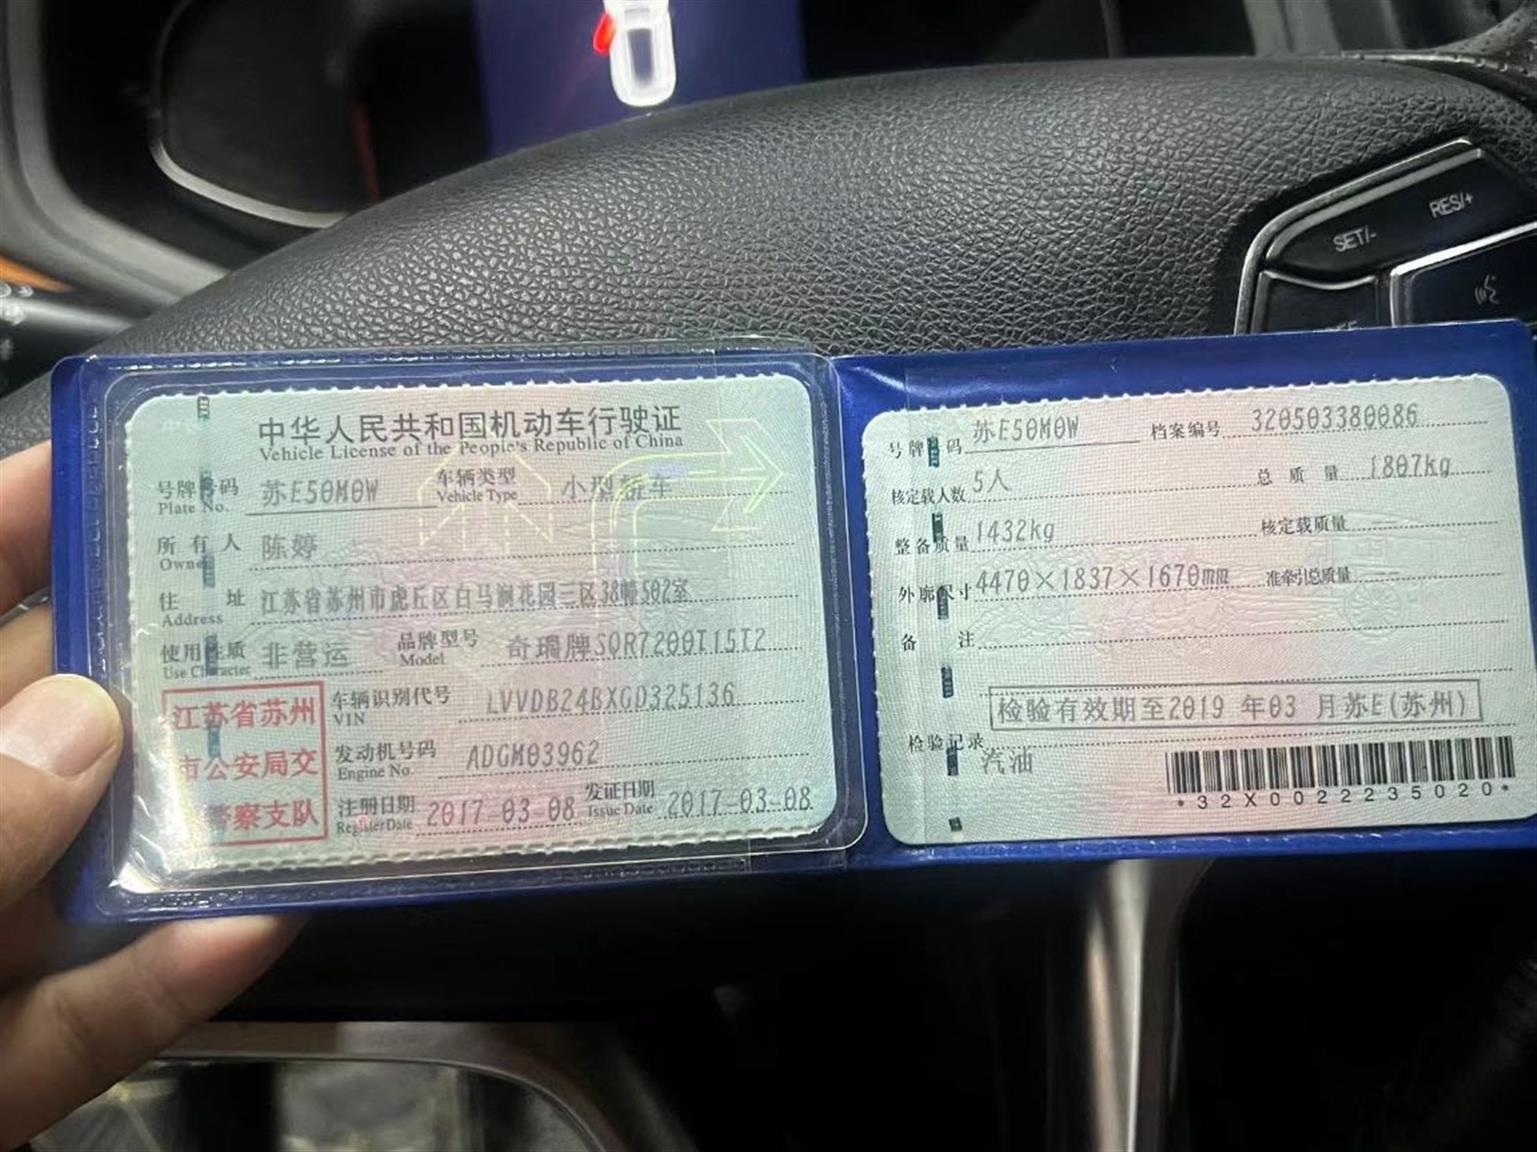 RES/+
SET/-
中华人民共和国机动车行驶证
Vehicle License of the People's Republic of China
号牌号码 苏E50M0W 车辆类型 小型轿车
Plate No. Vehicle Type
所有人 陈婷
Owner
住址 江苏省苏州市虎丘区白马涧花园三区38幢502室
Address
使用性质 非营运 品牌型号 奇瑞牌SQR7200T15T2
Use Character Model
江苏省苏州
市公安局交
警察支队
车辆识别代号 LVVDB24BXGD325136
VIN
发动机号码 ADGM03962
Engine No.
注册日期 2017-03-08 发证日期 2017-03-08
Register Date Issue Date
号牌号码 苏E50M0W 档案编号 320503380086
核定载人数 5人 总质量 1807kg
整备质量 1432kg 核定载质量 --
外廓尺寸 4470×1837×1670mm 准牵引总质量 --
备注
检验有效期至2019 年03 月苏E(苏州)
检验记录
汽油
*32X0022235020*